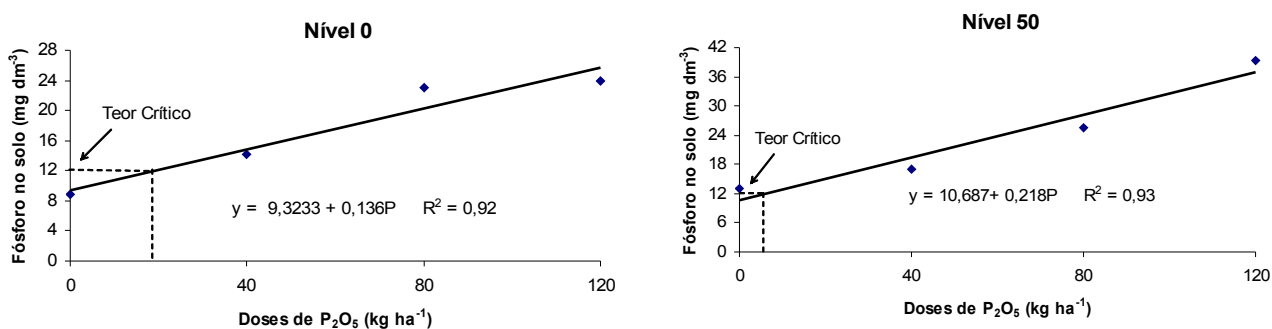 Nível 0
Fósforo no solo (mg dm⁻³)
28
24
20
16
12
8
4
0
Teor Crítico
y = 9,3233 + 0,136P R² = 0,92
0 40 80 120
Doses de P₂O₅ (kg ha⁻¹)
Nível 50
Fósforo no solo (mg dm⁻³)
42
36
30
24
18
12
6
0
Teor Crítico
y = 10,687+ 0,218P R² = 0,93
0 40 80 120
Doses de P₂O₅ (kg ha⁻¹)